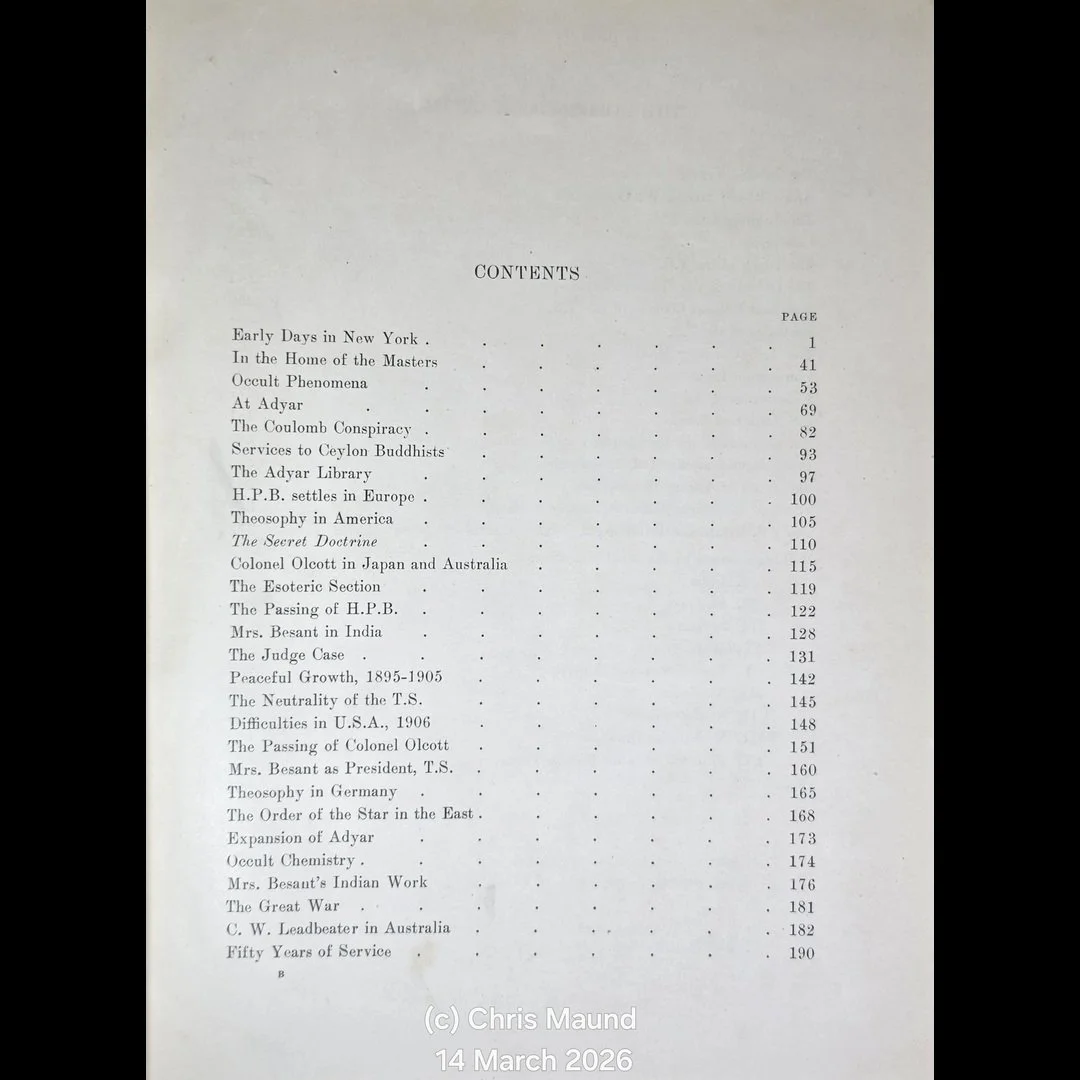 CONTENTS
PAGE
Early Days in New York . . . . . . . 1
In the Home of the Masters . . . . . . 41
Occult Phenomena . . . . . . . 53
At Adyar . . . . . . . . 69
The Coulomb Conspiracy . . . . . . . 82
Services to Ceylon Buddhists . . . . . . 93
The Adyar Library . . . . . . . 97
H.P.B. settles in Europe . . . . . . . 100
Theosophy in America . . . . . . . 105
The Secret Doctrine . . . . . . . 110
Colonel Olcott in Japan and Australia . . . . . 115
The Esoteric Section . . . . . . . 119
The Passing of H.P.B. . . . . . . . 122
Mrs. Besant in India . . . . . . . 128
The Judge Case . . . . . . . . 131
Peaceful Growth, 1895-1905 . . . . . . 142
The Neutrality of the T.S. . . . . . . 145
Difficulties in U.S.A., 1906 . . . . . . 148
The Passing of Colonel Olcott . . . . . . 151
Mrs. Besant as President, T.S. . . . . . . 160
Theosophy in Germany . . . . . . . 165
The Order of the Star in the East . . . . . . 168
Expansion of Adyar . . . . . . . 173
Occult Chemistry . . . . . . . . 174
Mrs. Besant's Indian Work . . . . . . 176
The Great War . . . . . . . . 181
C. W. Leadbeater in Australia . . . . . . 182
Fifty Years of Service . . . . . . . 190
B
(c) Chris Maund
14 March 2026